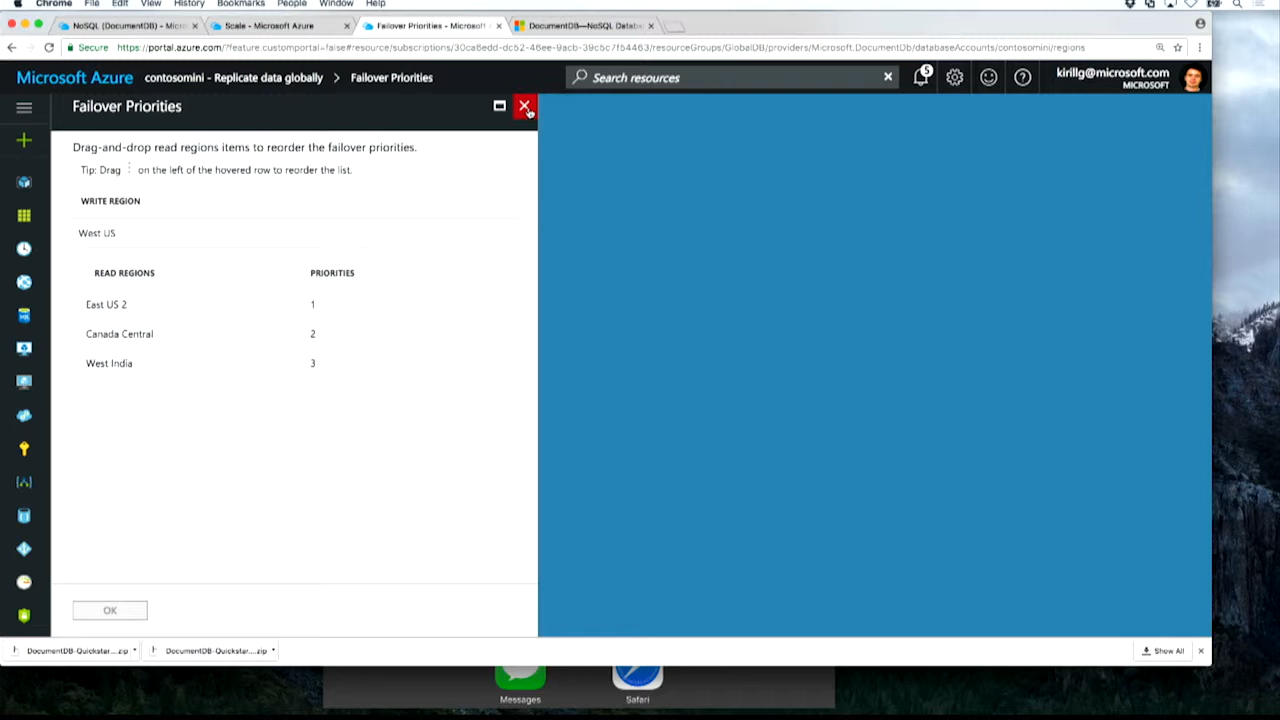 Chrome File Edit View History Bookmarks People Window Help
NoSQL (DocumentDB) - Micro
Scale - Microsoft Azure
Failover Priorities - Microsoft
DocumentDB—NoSQL Databas
Secure https://portal.azure.com/?feature.customportal=false#resource/subscriptions/30ca6edd-dc52-46ee-9acb-39c5c7f54463/resourceGroups/GlobalDB/providers/Microsoft.DocumentDb/databaseAccounts/contosomini/regions
Microsoft Azure contosomini - Replicate data globally > Failover Priorities
Search resources
5
kirillg@microsoft.com
MICROSOFT
Failover Priorities
Drag-and-drop read regions items to reorder the failover priorities.
Tip: Drag ⋮ on the left of the hovered row to reorder the list.
WRITE REGION
West US
READ REGIONS PRIORITIES
East US 2 1
Canada Central 2
West India 3
OK
DocumentDB-Quickstar....zip
DocumentDB-Quickstar....zip
Show All
Messages
Safari